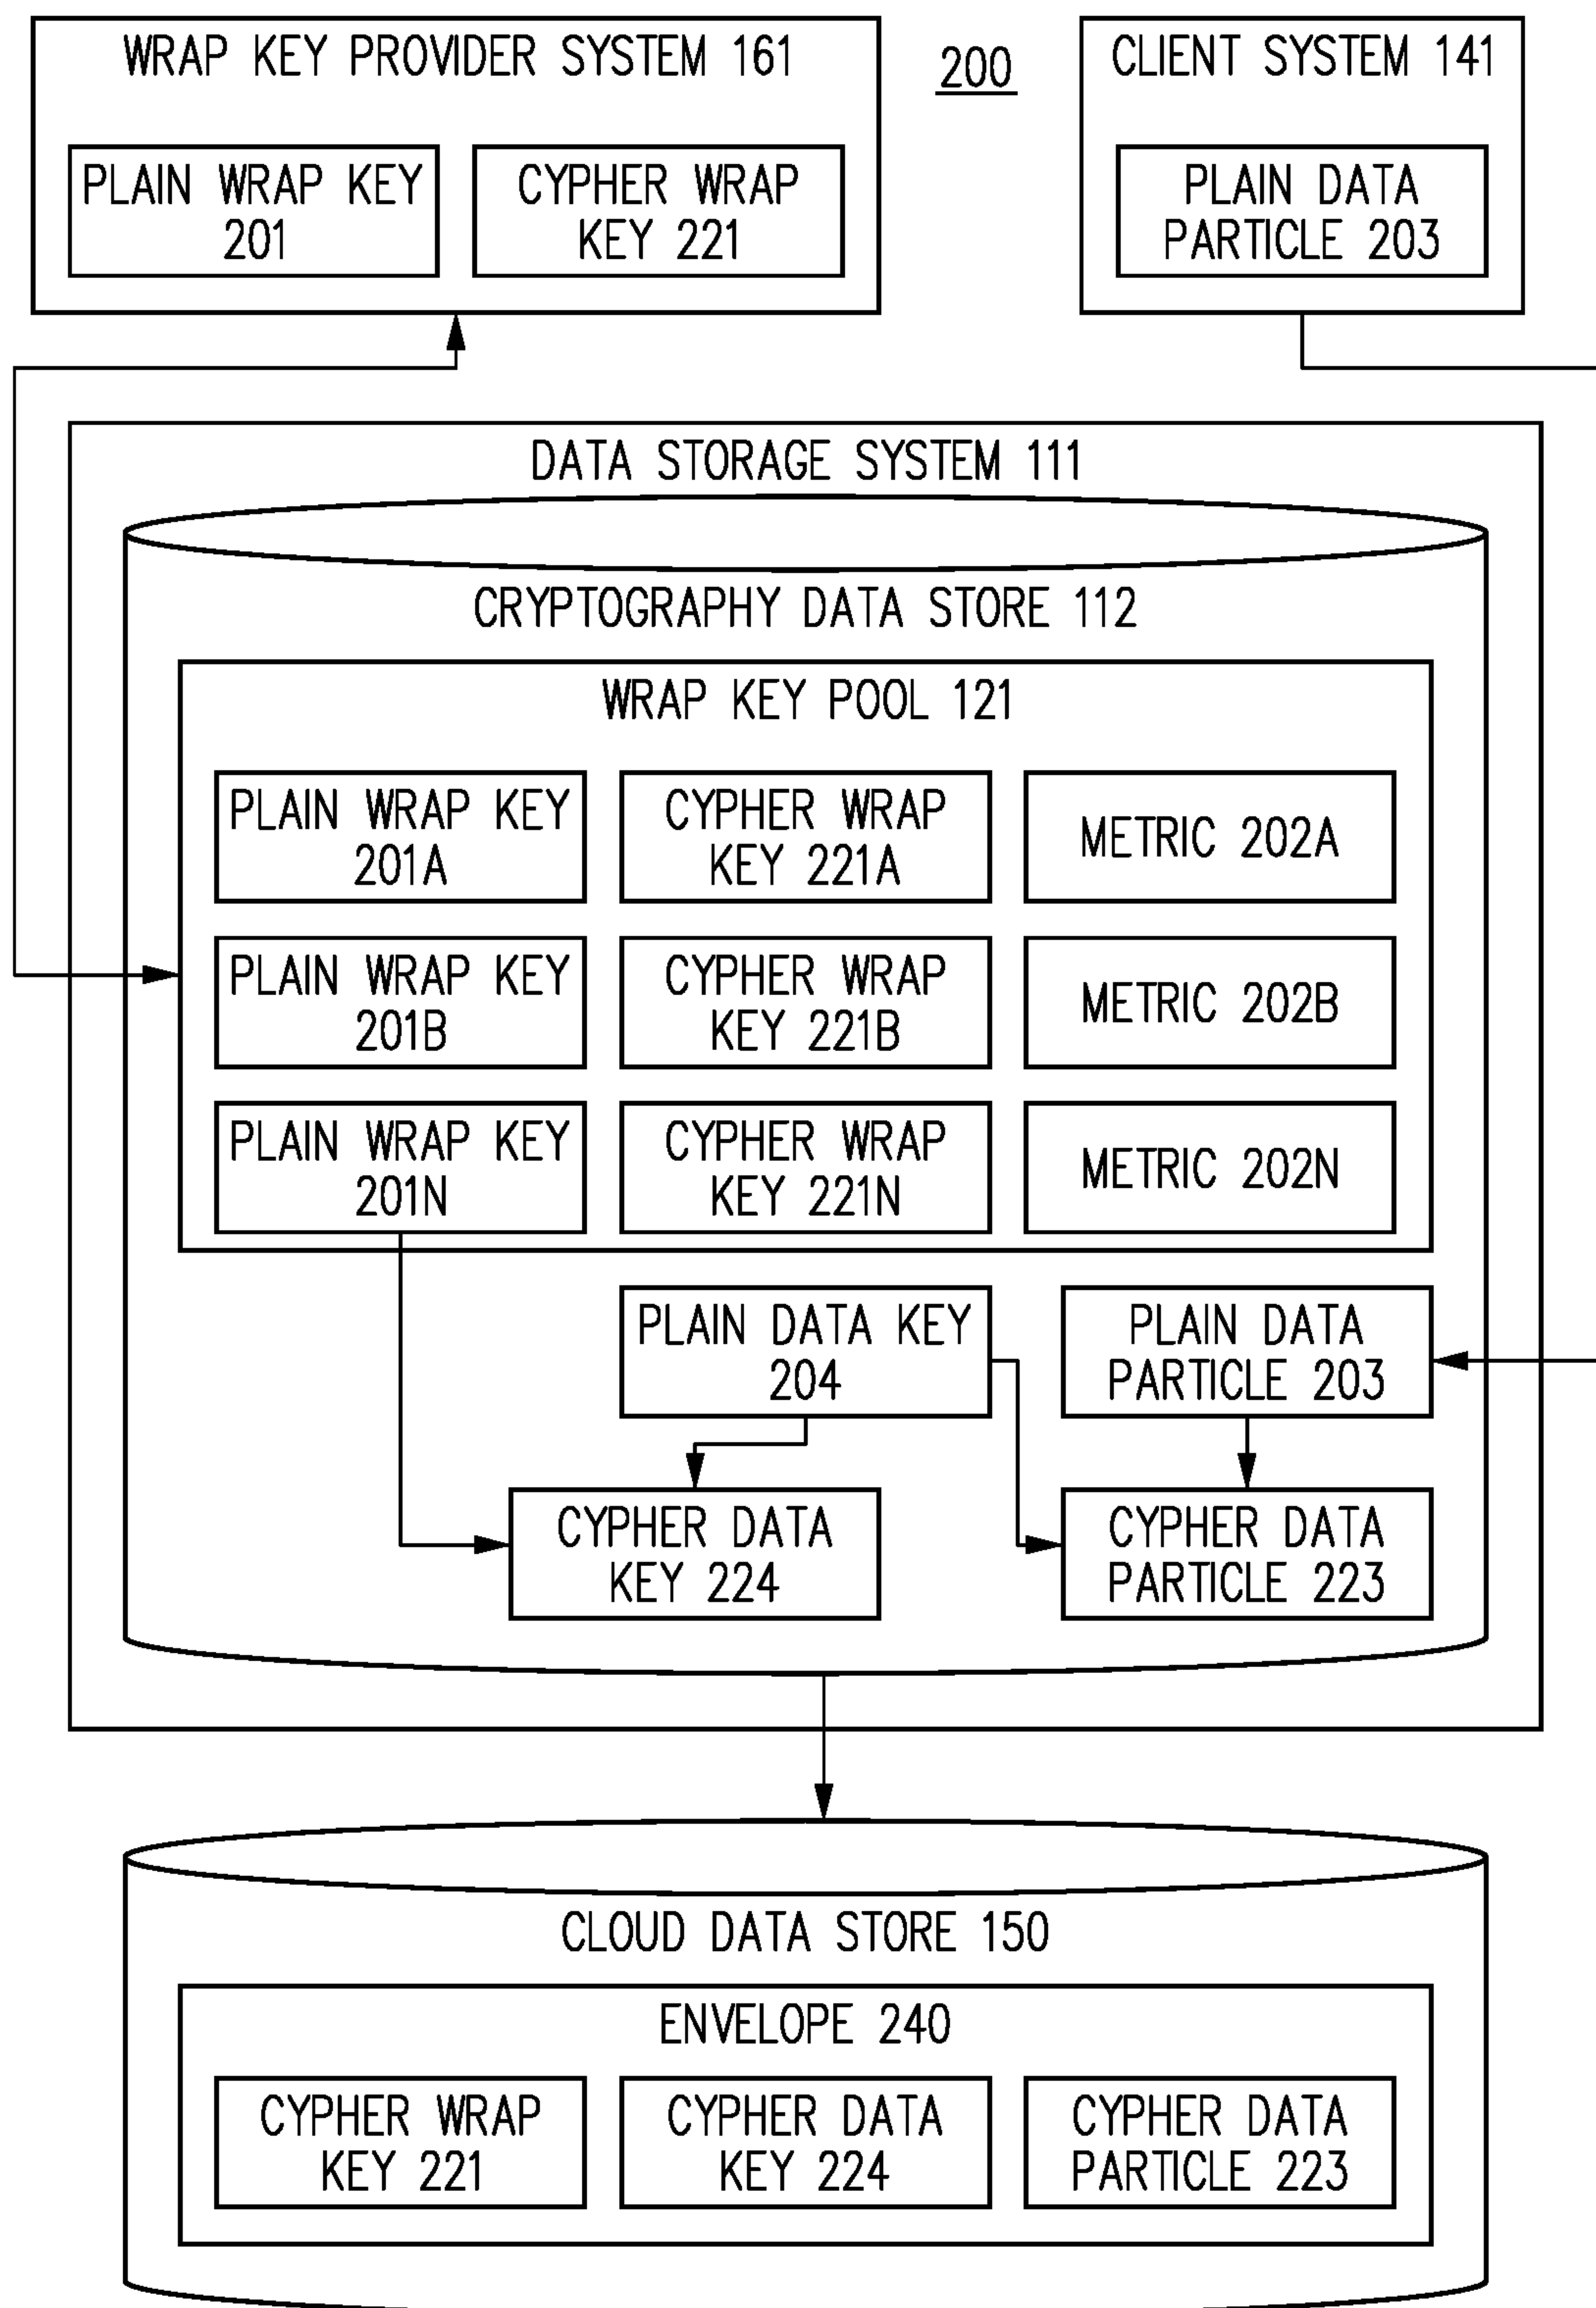 WRAP KEY PROVIDER SYSTEM 161
PLAIN WRAP KEY
201
CYPHER WRAP
KEY 221
200
CLIENT SYSTEM 141
PLAIN DATA
PARTICLE 203
DATA STORAGE SYSTEM 111
CRYPTOGRAPHY DATA STORE 112
WRAP KEY POOL 121
PLAIN WRAP KEY
201A
CYPHER WRAP
KEY 221A
METRIC 202A
PLAIN WRAP KEY
201B
CYPHER WRAP
KEY 221B
METRIC 202B
PLAIN WRAP KEY
201N
CYPHER WRAP
KEY 221N
METRIC 202N
PLAIN DATA KEY
204
PLAIN DATA
PARTICLE 203
CYPHER DATA
KEY 224
CYPHER DATA
PARTICLE 223
CLOUD DATA STORE 150
ENVELOPE 240
CYPHER WRAP
KEY 221
CYPHER DATA
KEY 224
CYPHER DATA
PARTICLE 223